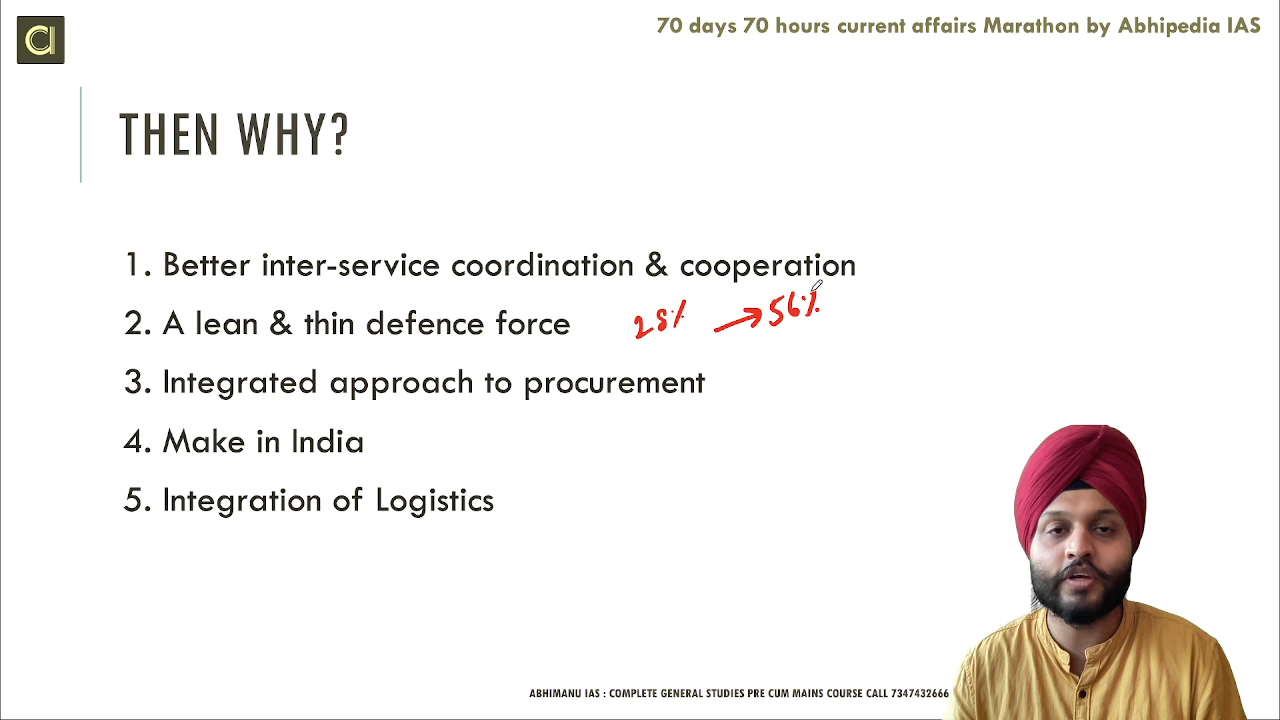 70 days 70 hours current affairs Marathon by Abhipedia IAS
THEN WHY?
1. Better inter-service coordination & cooperation
2. A lean & thin defence force 28% → 56%
3. Integrated approach to procurement
4. Make in India
5. Integration of Logistics
ABHIMANU IAS : COMPLETE GENERAL STUDIES PRE CUM MAINS COURSE CALL 7347432666